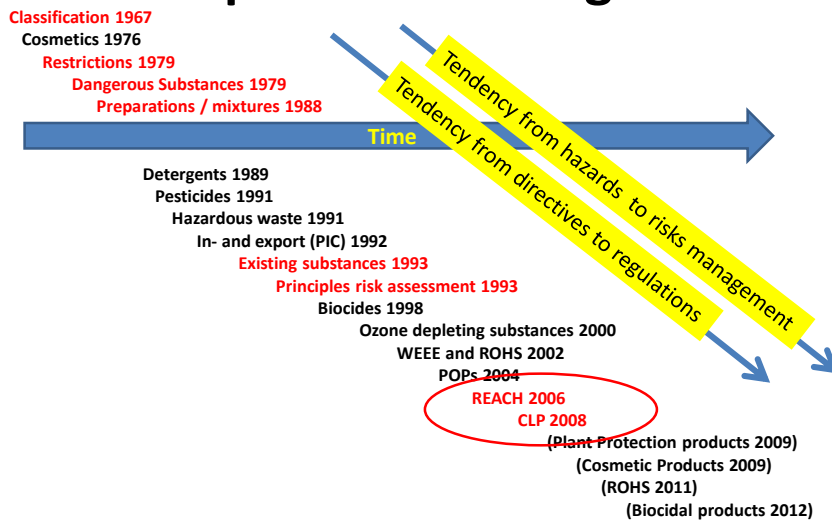 Classification 1967
Cosmetics 1976
Restrictions 1979
Dangerous Substances 1979
Preparations / mixtures 1988
Time
Tendency from hazards to risks management
Tendency from directives to regulations
Detergents 1989
Pesticides 1991
Hazardous waste 1991
In- and export (PIC) 1992
Existing substances 1993
Principles risk assessment 1993
Biocides 1998
Ozone depleting substances 2000
WEEE and ROHS 2002
POPs 2004
REACH 2006
CLP 2008
(Plant Protection products 2009)
(Cosmetic Products 2009)
(ROHS 2011)
(Biocidal products 2012)